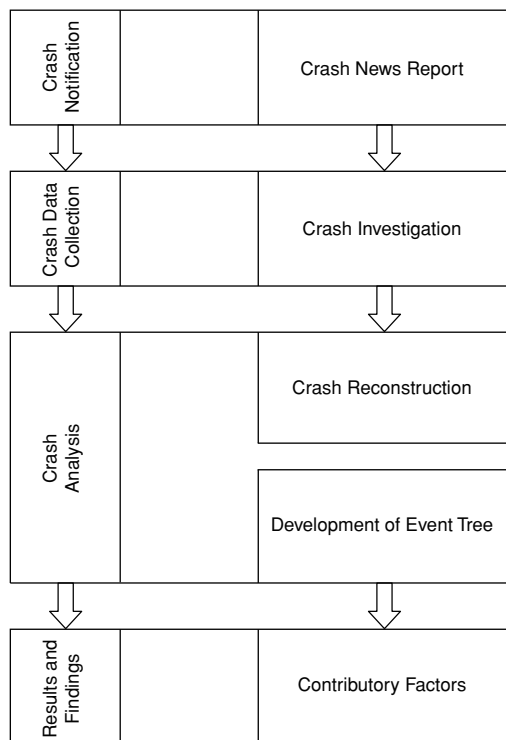 Crash
Notification
Crash News Report
Crash Data
Collection
Crash Investigation
Crash
Analysis
Crash Reconstruction
Development of Event Tree
Results and
Findings
Contributory Factors